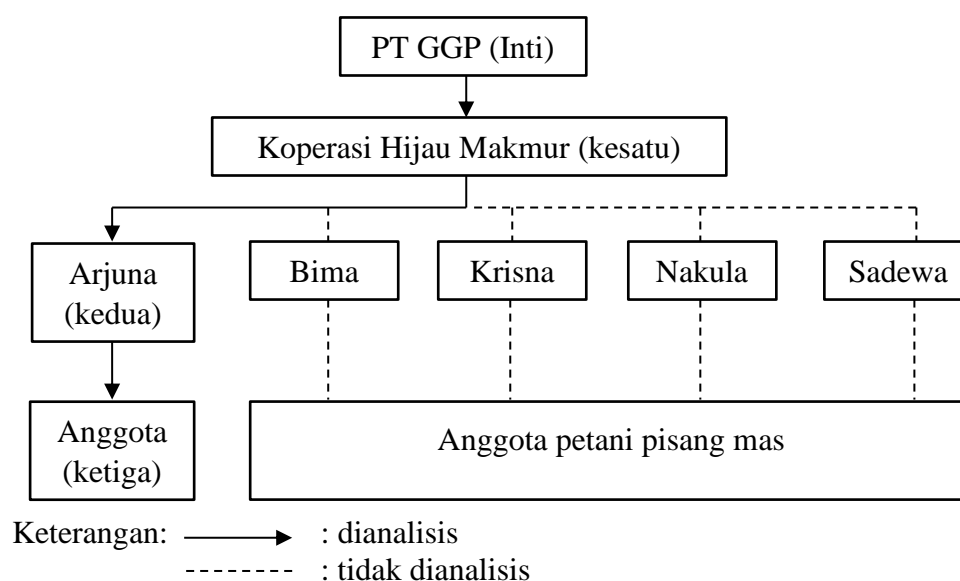 PT GGP (Inti)
Koperasi Hijau Makmur (kesatu)
Arjuna
(kedua)
Bima
Krisna
Nakula
Sadewa
Anggota
(ketiga)
Anggota petani pisang mas
Keterangan: : dianalisis
: tidak dianalisis